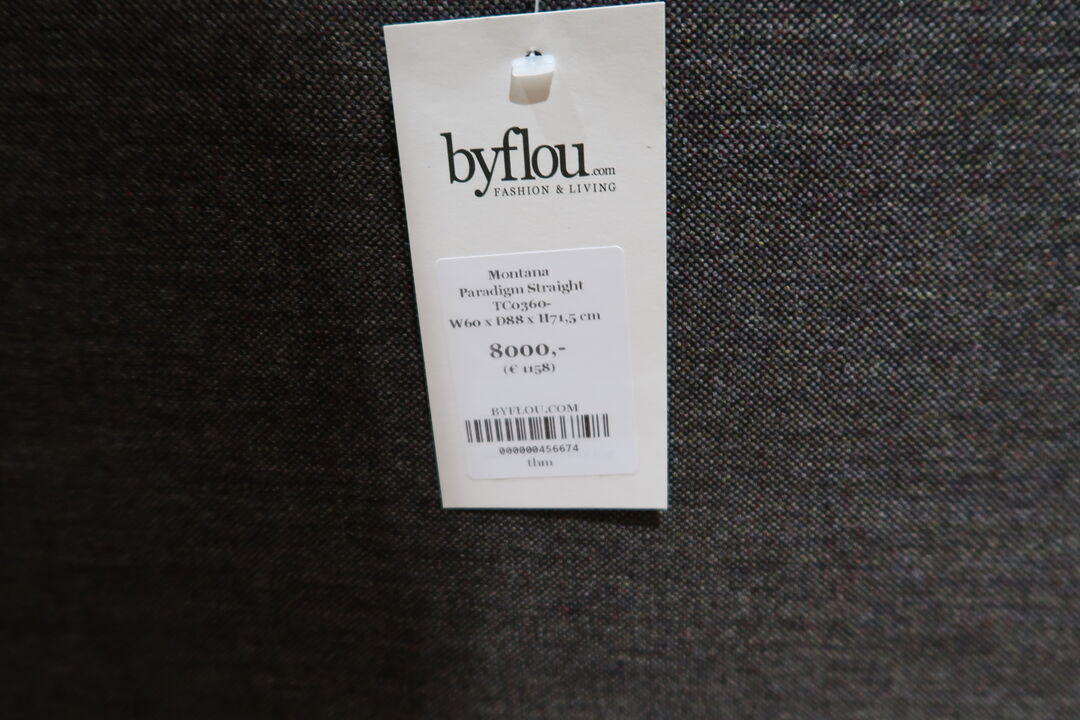 byflou.com
FASHION & LIVING
Montana
Paradigm Straight
TC0360-
W60 x D88 x H71,5 cm
8000,-
(€ 1158)
BYFLOU.COM
000000456674
thm